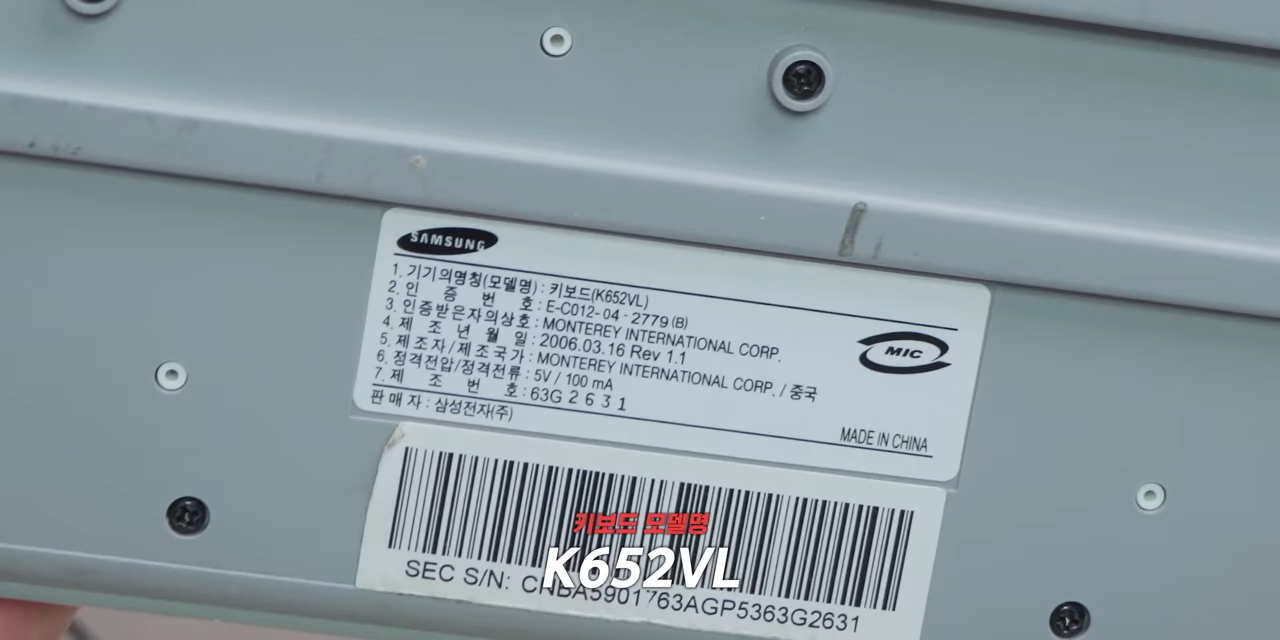 SAMSUNG
1. 기기의명칭(모델명) : 키보드(K652VL)
2. 인 증 번 호 : E-C012-04-2779(B)
3. 인증받은자의상호 : MONTEREY INTERNATIONAL CORP.
4. 제 조 년 월 일 : 2006.03.16 Rev 1.1
5. 제조자/제조국가 : MONTEREY INTERNATIONAL CORP. / 중국
6. 정격전압/정격전류 : 5V / 100 mA
7. 제 조 번 호 : 63G 2 6 3 1
MIC
판 매 자 : 삼성전자(주)
MADE IN CHINA
키보드 모델명
K652VL
SEC S/N: